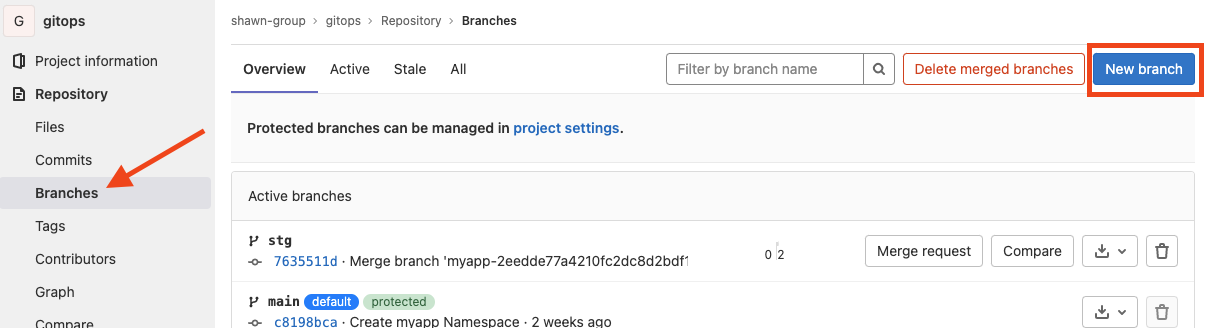 G gitops
Project information
Repository
Files
Commits
Branches
Tags
Contributors
Graph
Compare
shawn-group > gitops > Repository > Branches
Overview Active Stale All Filter by branch name Delete merged branches New branch
Protected branches can be managed in project settings.
Active branches
stg
7635511d · Merge branch 'myapp-2eedde77a4210fc2dc8d2bdf1
0 2 Merge request Compare
main default protected
c8198bca · Create myapp Namespace · 2 weeks ago